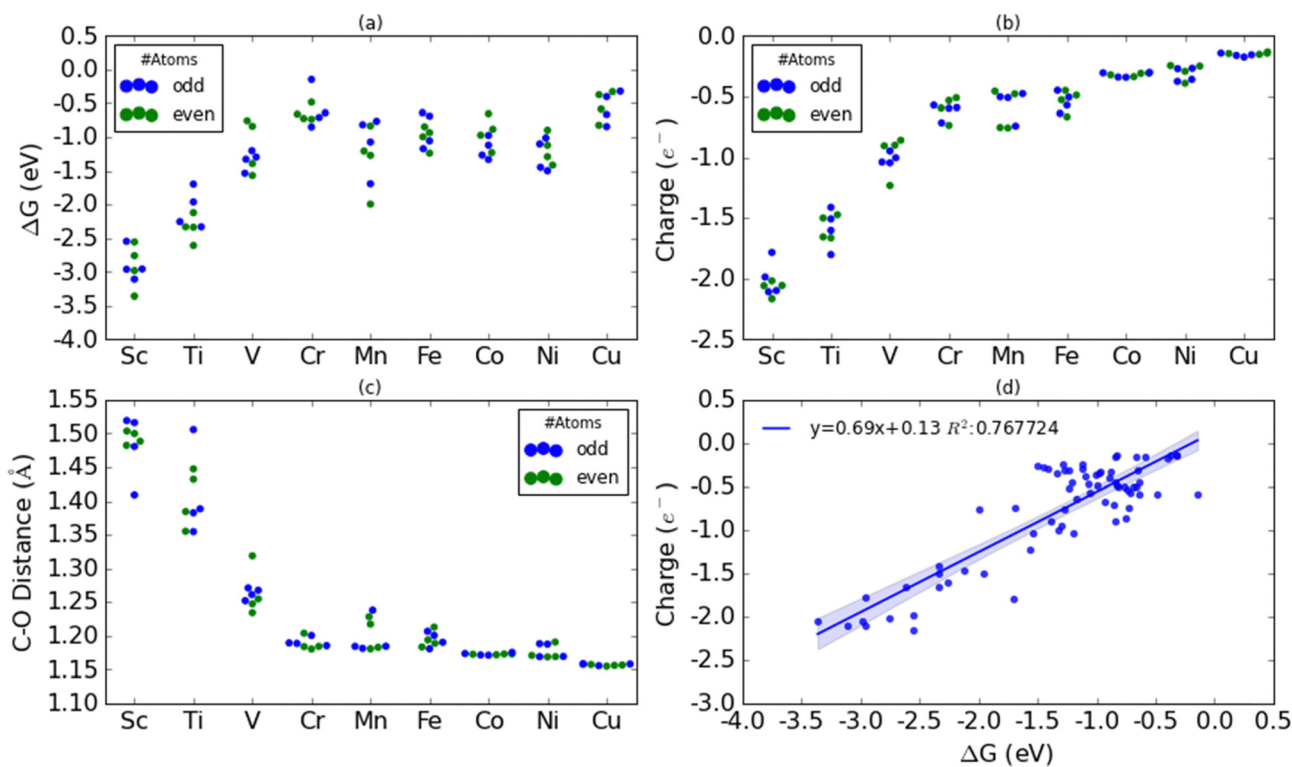 (a)
0.5
0.0
-0.5
-1.0
-1.5
-2.0
-2.5
-3.0
-3.5
-4.0
ΔG (eV)
#Atoms
odd
even
Sc Ti V Cr Mn Fe Co Ni Cu
(b)
0.0
-0.5
-1.0
-1.5
-2.0
-2.5
Charge (e⁻)
#Atoms
odd
even
Sc Ti V Cr Mn Fe Co Ni Cu
(c)
1.55
1.50
1.45
1.40
1.35
1.30
1.25
1.20
1.15
1.10
C-O Distance (Å)
#Atoms
odd
even
Sc Ti V Cr Mn Fe Co Ni Cu
(d)
0.5
0.0
-0.5
-1.0
-1.5
-2.0
-2.5
-3.0
Charge (e⁻)
y=0.69x+0.13 R²:0.767724
-4.0 -3.5 -3.0 -2.5 -2.0 -1.5 -1.0 -0.5 0.0 0.5
ΔG (eV)